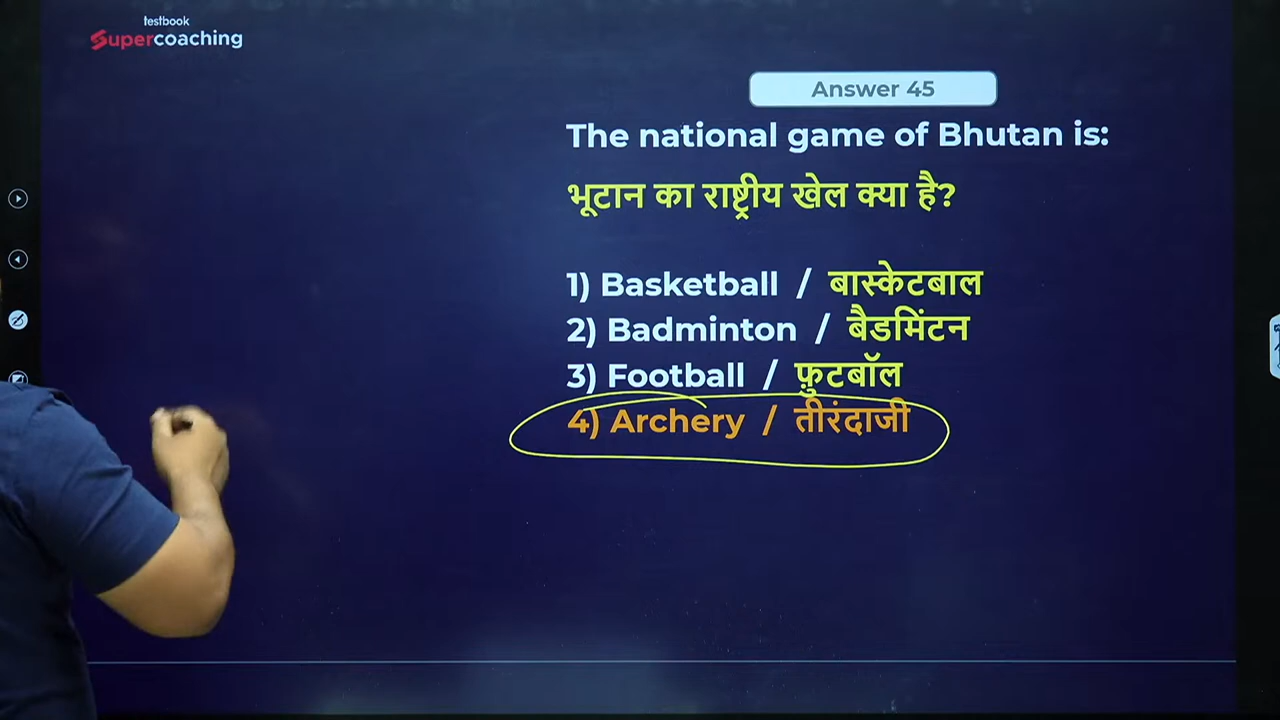 testbook
Supercoaching
Answer 45
The national game of Bhutan is:
भूटान का राष्ट्रीय खेल क्या है?
1) Basketball / बास्केटबाल
2) Badminton / बैडमिंटन
3) Football / फ़ुटबॉल
4) Archery / तीरंदाजी